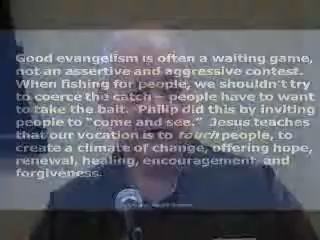 Good evangelism is often a waiting game,
not an assertive and aggressive contest.
When fishing for people, we shouldn't try
to coerce the catch – people have to want
to take the bait.  Philip did this by inviting
people to "come and see."  Jesus teaches
that our vocation is to touch people, to
create a climate of change, offering hope,
renewal, healing, encouragement  and
forgiveness.